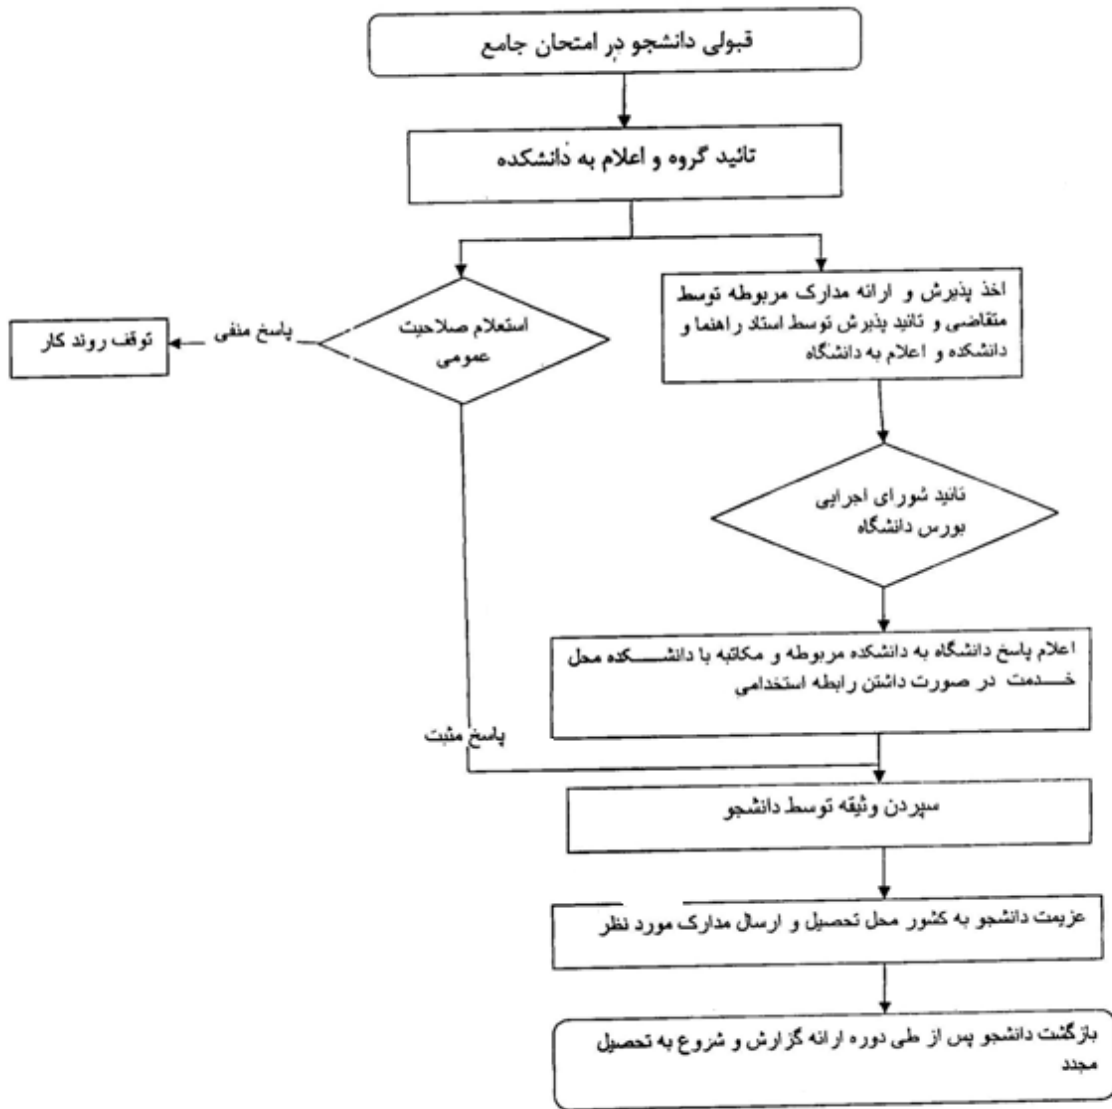 قبولی دانشجو در امتحان جامع
تائید گروه و اعلام به دانشکده
اخذ پذیرش و ارائه مدارک مربوطه توسط
متقاضی و تائید پذیرش توسط استاد راهنما و
دانشکده و اعلام به دانشگاه
استعلام صلاحیت
عمومی
پاسخ منفی
توقف روند کار
تائید شورای اجرایی
بورس دانشگاه
اعلام پاسخ دانشگاه به دانشکده مربوطه و مکاتبه با دانشکده محل
خدمت در صورت داشتن رابطه استخدامی
پاسخ مثبت
سپردن وثیقه توسط دانشجو
عزیمت دانشجو به کشور محل تحصیل و ارسال مدارک مورد نظر
بازگشت دانشجو پس از طی دوره ارائه گزارش و شروع به تحصیل
مجدد